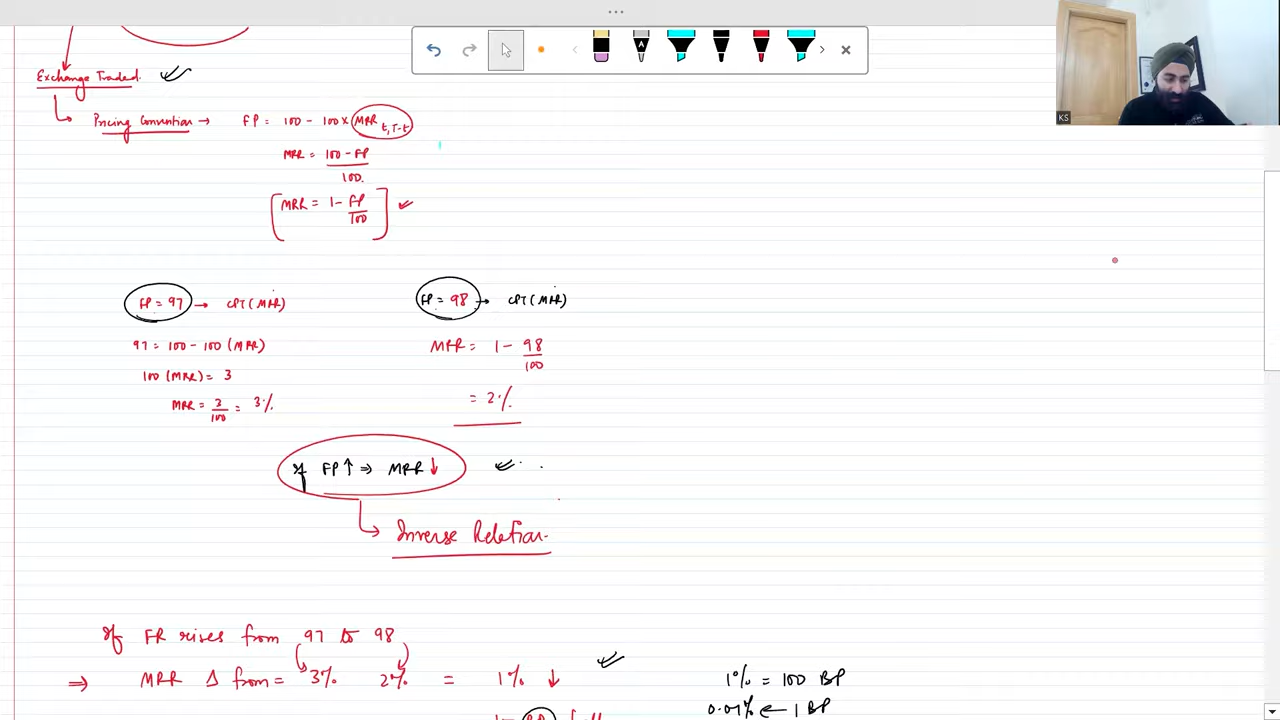 Exchange Traded.
Pricing Convention → FP = 100 - 100 x MRR t,T-t
MRR = 100 - FP
100.
MRR = 1 - FP
100
FP = 97 → CPT (MRR)
97 = 100 - 100 (MRR)
100 (MRR) = 3
MRR = 3 = 3%
100
FP = 98 → CPT (MRR)
MRR = 1 - 98
100
= 2%
If FP ↑ ⇒ MRR ↓
Inverse Relation.
If FR rises from 97 to 98
⇒ MRR Δ from = 3% 2% = 1% ↓
1% = 100 BP
0.01% ← 1 BP
KS